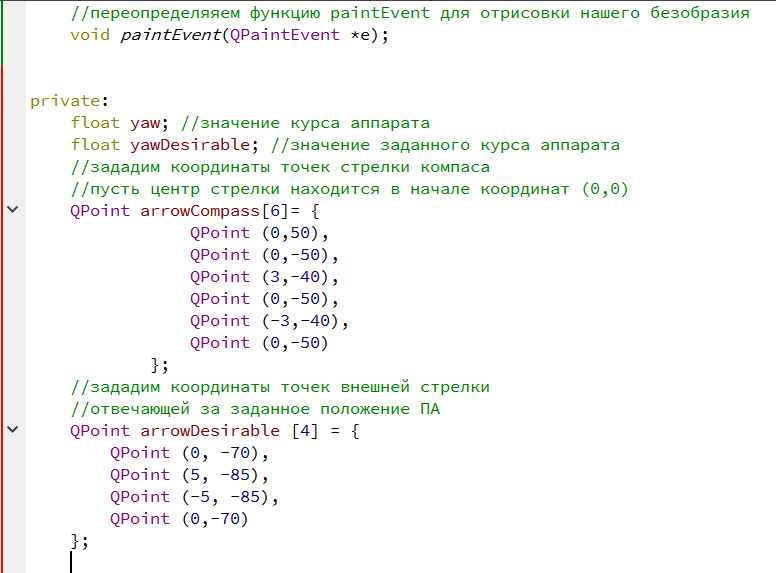 //переопределяяем функцию paintEvent для отрисовки нашего безобразия
void paintEvent(QPaintEvent *e);
private:
float yaw; //значение курса аппарата
float yawDesirable; //значение заданного курса аппарата
//зададим координаты точек стрелки компаса
//пусть центр стрелки находится в начале координат (0,0)
QPoint arrowCompass[6]= {
QPoint (0,50),
QPoint (0,-50),
QPoint (3,-40),
QPoint (0,-50),
QPoint (-3,-40),
QPoint (0,-50)
};
//зададим координаты точек внешней стрелки
//отвечающей за заданное положение ПА
QPoint arrowDesirable [4] = {
QPoint (0, -70),
QPoint (5, -85),
QPoint (-5, -85),
QPoint (0,-70)
};